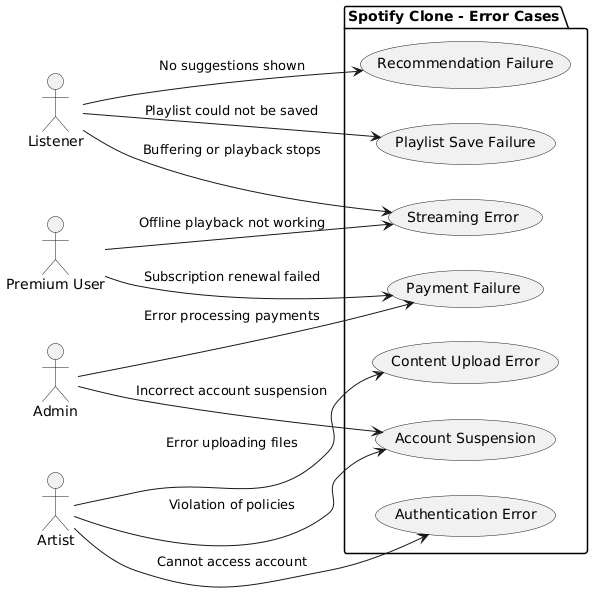 Spotify Clone - Error Cases
No suggestions shown
Recommendation Failure
Listener
Playlist could not be saved
Playlist Save Failure
Buffering or playback stops
Streaming Error
Premium User
Offline playback not working
Subscription renewal failed
Payment Failure
Error processing payments
Admin
Incorrect account suspension
Content Upload Error
Error uploading files
Account Suspension
Artist
Violation of policies
Authentication Error
Cannot access account